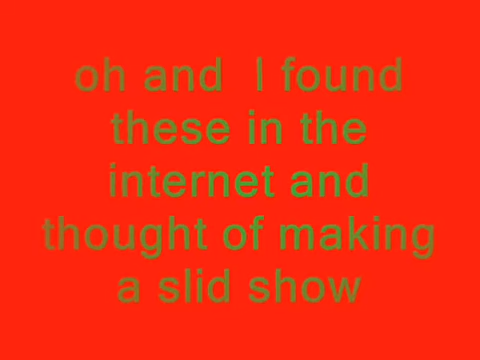 oh and  I found
these in the
internet and
thought of making
a slid show